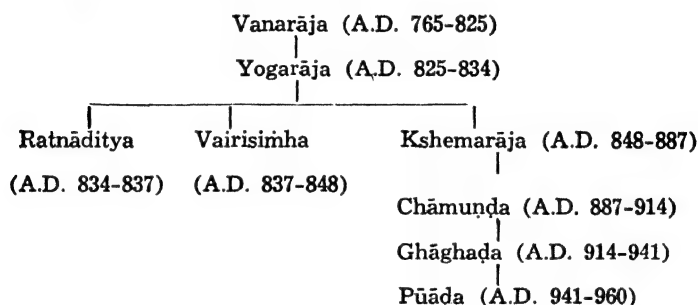 Vanarāja (A.D. 765-825)
Yogarāja (A.D. 825-834)
Ratnāditya Vairisiṁha Kshemarāja (A.D. 848-887)
(A.D. 834-837) (A.D. 837-848)
Chāmuṇḍa (A.D. 887-914)
Ghāghaḍa (A.D. 914-941)
Pūāḍa (A.D. 941-960)